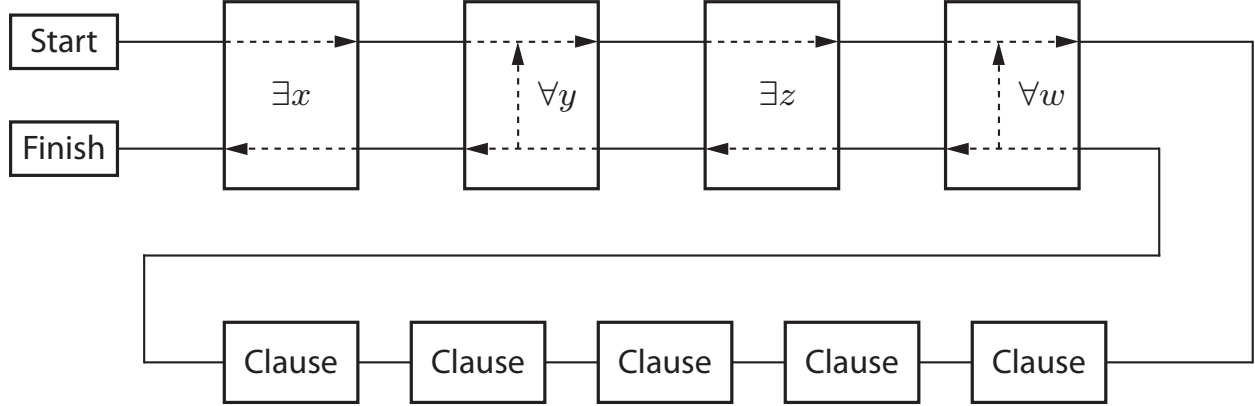 Start
∃x
∀y
∃z
∀w
Finish
Clause Clause Clause Clause Clause